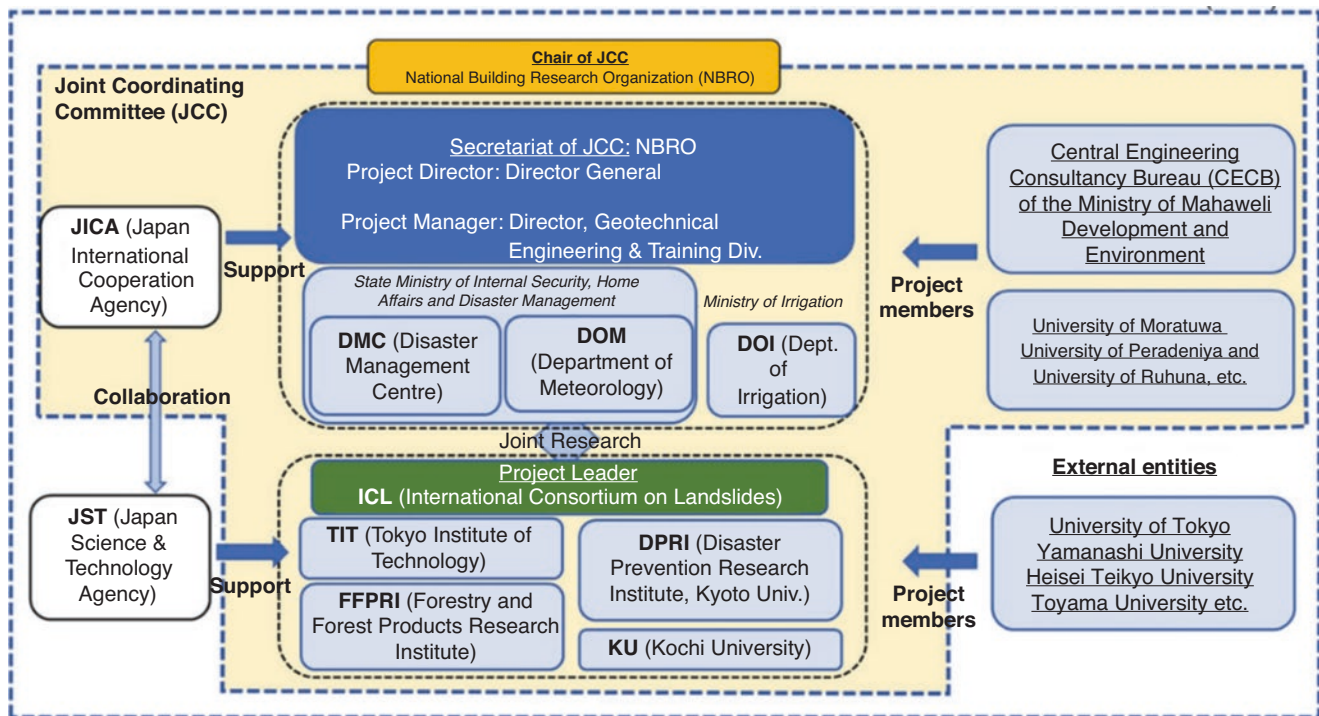 Chair of JCC
National Building Research Organization (NBRO)
Joint Coordinating
Committee (JCC)
Secretariat of JCC: NBRO
Project Director: Director General
Project Manager: Director, Geotechnical
Engineering & Training Div.
JICA (Japan
International
Cooperation
Agency)
Support
State Ministry of Internal Security, Home
Affairs and Disaster Management
Ministry of Irrigation
DMC (Disaster
Management
Centre)
DOM
(Department of
Meteorology)
DOI (Dept.
of
Irrigation)
Central Engineering
Consultancy Bureau (CECB)
of the Ministry of Mahaweli
Development and
Environment
Project
members
University of Moratuwa
University of Peradeniya and
University of Ruhuna, etc.
Collaboration
Joint Research
Project Leader
ICL (International Consortium on Landslides)
JST (Japan
Science &
Technology
Agency)
Support
TIT (Tokyo Institute of
Technology)
FFPRI (Forestry and
Forest Products Research
Institute)
DPRI (Disaster
Prevention Research
Institute, Kyoto Univ.)
KU (Kochi University)
External entities
University of Tokyo
Yamanashi University
Heisei Teikyo University
Toyama University etc.
Project
members